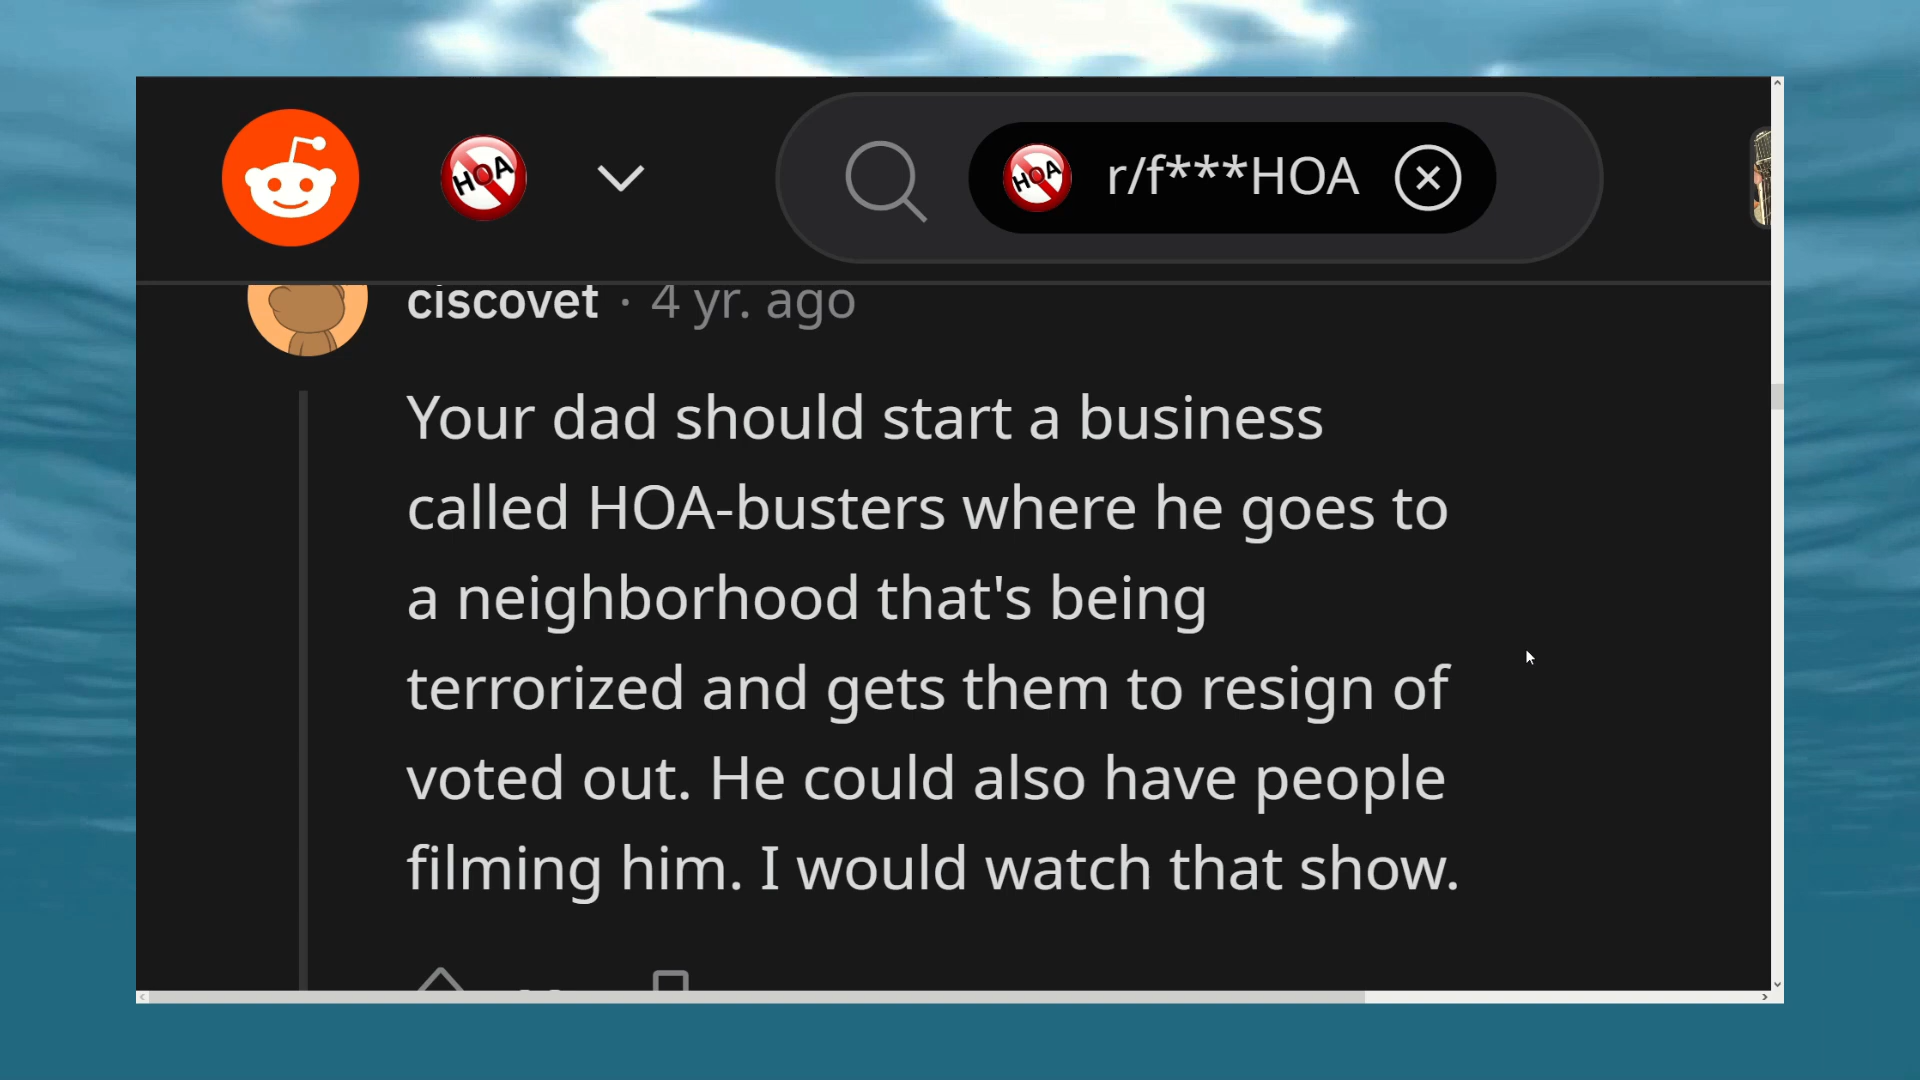 HOA
HOA r/f***HOA
ciscovet · 4 yr. ago
Your dad should start a business
called HOA-busters where he goes to
a neighborhood that's being
terrorized and gets them to resign of
voted out. He could also have people
filming him. I would watch that show.